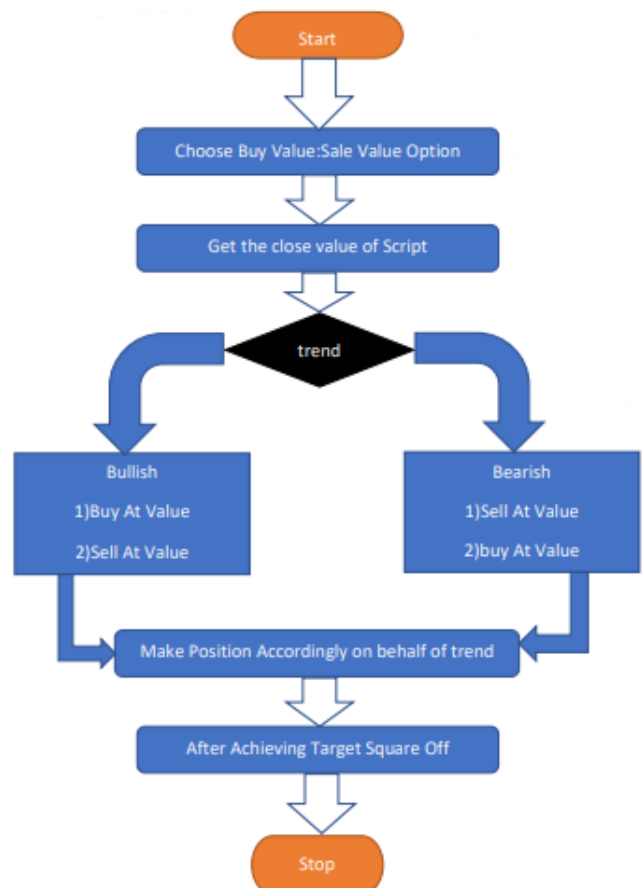 Start
Choose Buy Value:Sale Value Option
Get the close value of Script
trend
Bullish
1)Buy At Value
2)Sell At Value
Bearish
1)Sell At Value
2)buy At Value
Make Position Accordingly on behalf of trend
After Achieving Target Square Off
Stop